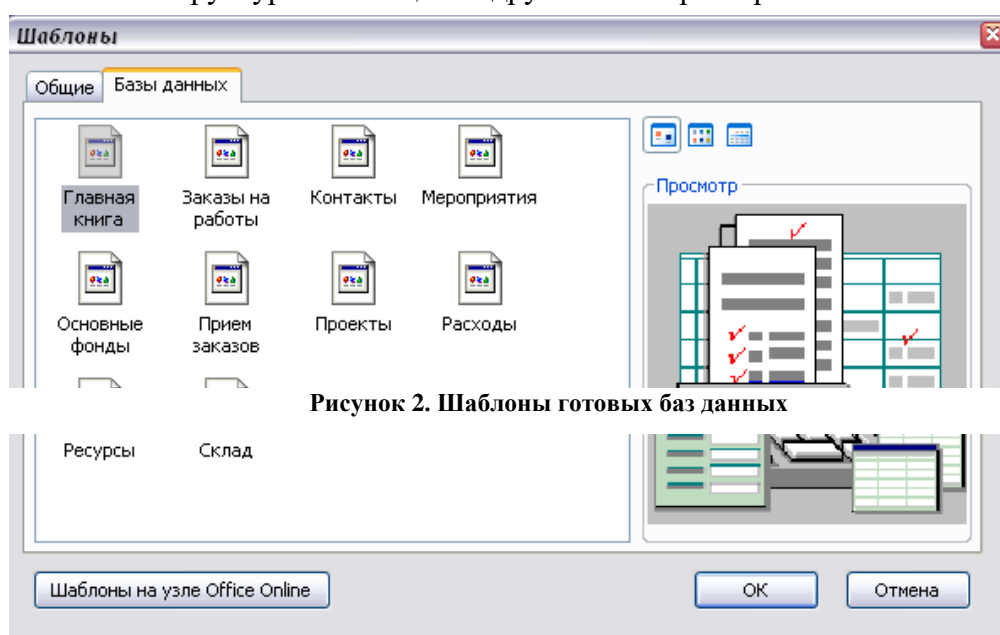 Шаблоны
Общие
Базы данных
Главная книга
Заказы на работы
Контакты
Мероприятия
Основные фонды
Прием заказов
Проекты
Расходы
Рисунок 2. Шаблоны готовых баз данных
Ресурсы
Склад
Просмотр
Шаблоны на узле Office Online
ОК
Отмена